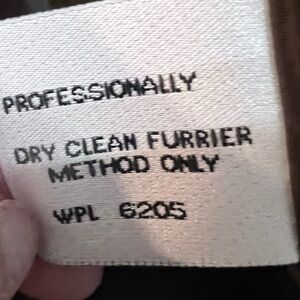 PROFESSIONALLY
DRY CLEAN FURRIER
METHOD ONLY
WPL 6205